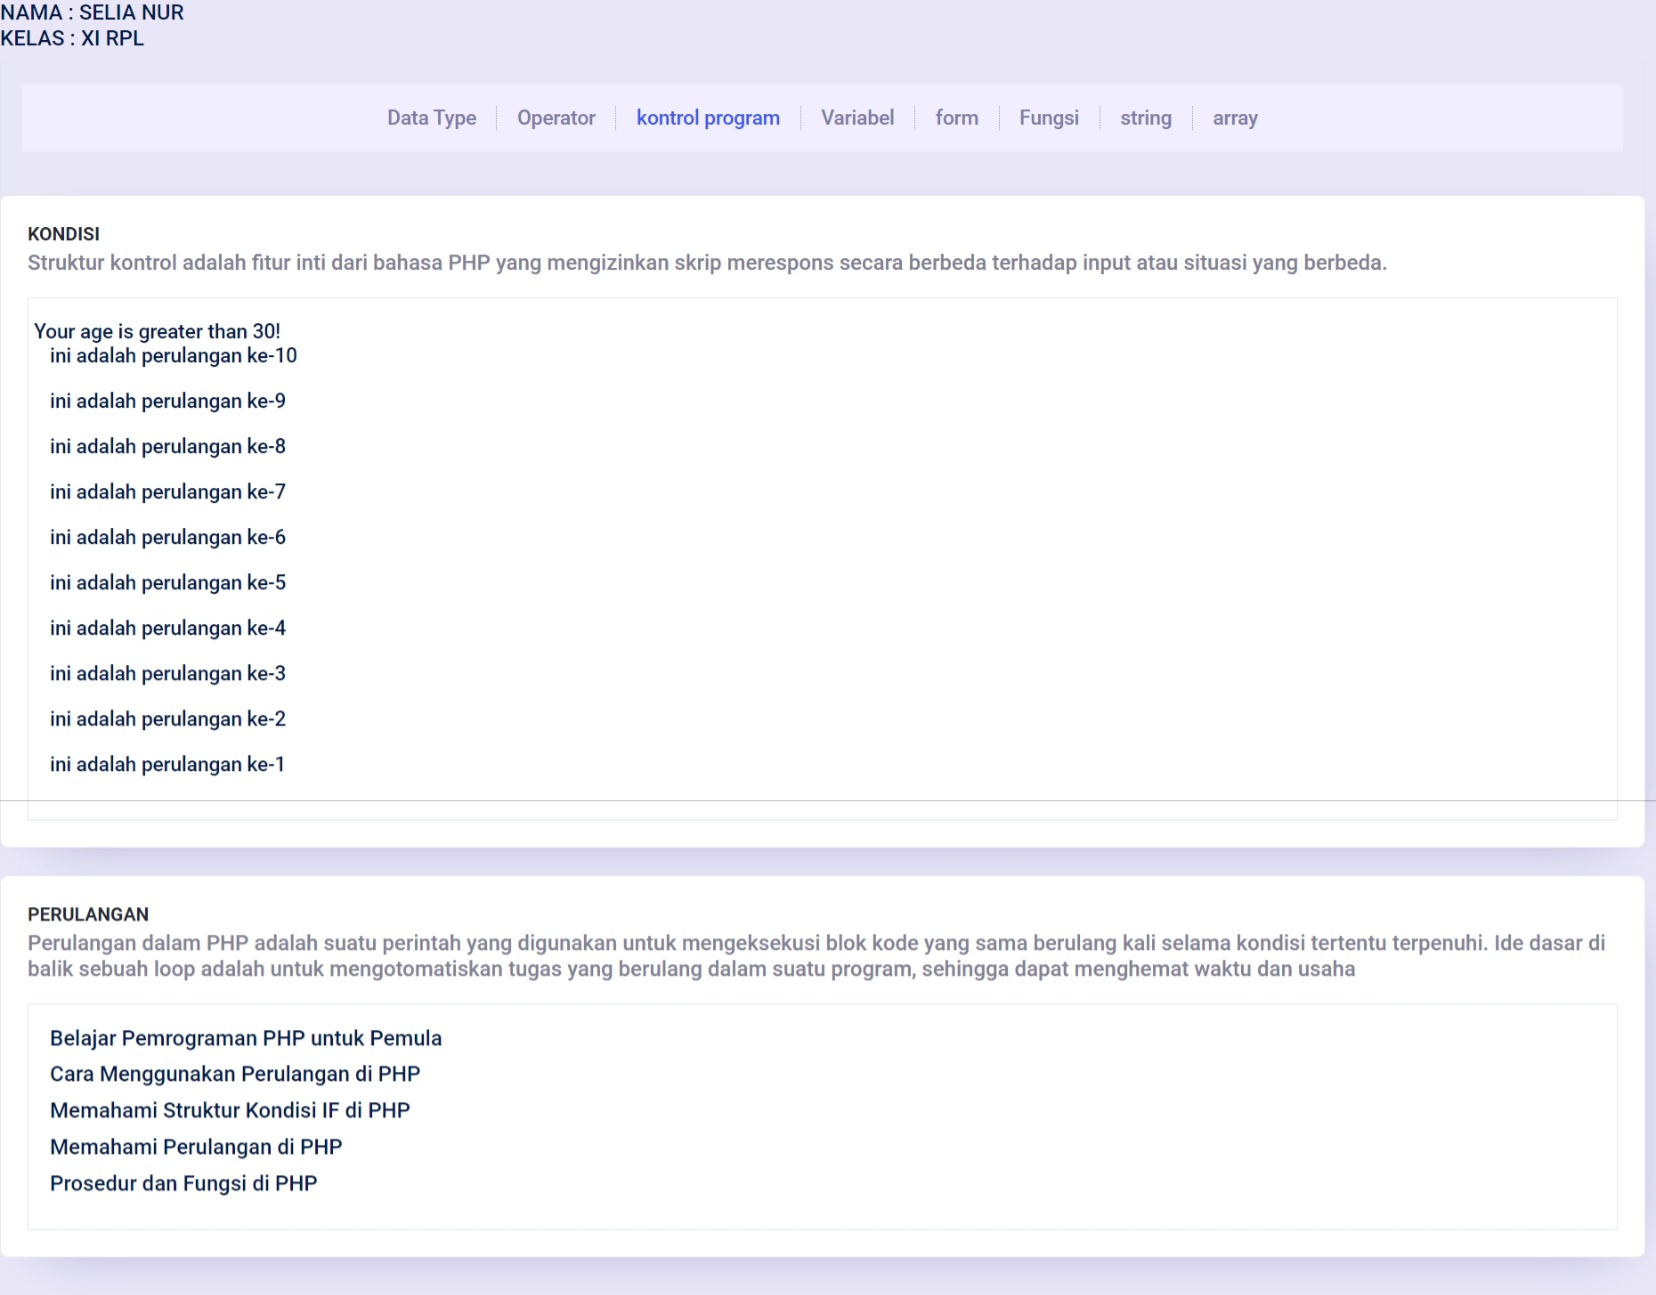 NAMA : SELIA NUR
KELAS : XI RPL
Data Type
Operator
kontrol program
Variabel
form
Fungsi
string
array
KONDISI
Struktur kontrol adalah fitur inti dari bahasa PHP yang mengizinkan skrip merespons secara berbeda terhadap input atau situasi yang berbeda.
Your age is greater than 30!
ini adalah perulangan ke-10
ini adalah perulangan ke-9
ini adalah perulangan ke-8
ini adalah perulangan ke-7
ini adalah perulangan ke-6
ini adalah perulangan ke-5
ini adalah perulangan ke-4
ini adalah perulangan ke-3
ini adalah perulangan ke-2
ini adalah perulangan ke-1
PERULANGAN
Perulangan dalam PHP adalah suatu perintah yang digunakan untuk mengeksekusi blok kode yang sama berulang kali selama kondisi tertentu terpenuhi. Ide dasar di
balik sebuah loop adalah untuk mengotomatiskan tugas yang berulang dalam suatu program, sehingga dapat menghemat waktu dan usaha
Belajar Pemrograman PHP untuk Pemula
Cara Menggunakan Perulangan di PHP
Memahami Struktur Kondisi IF di PHP
Memahami Perulangan di PHP
Prosedur dan Fungsi di PHP